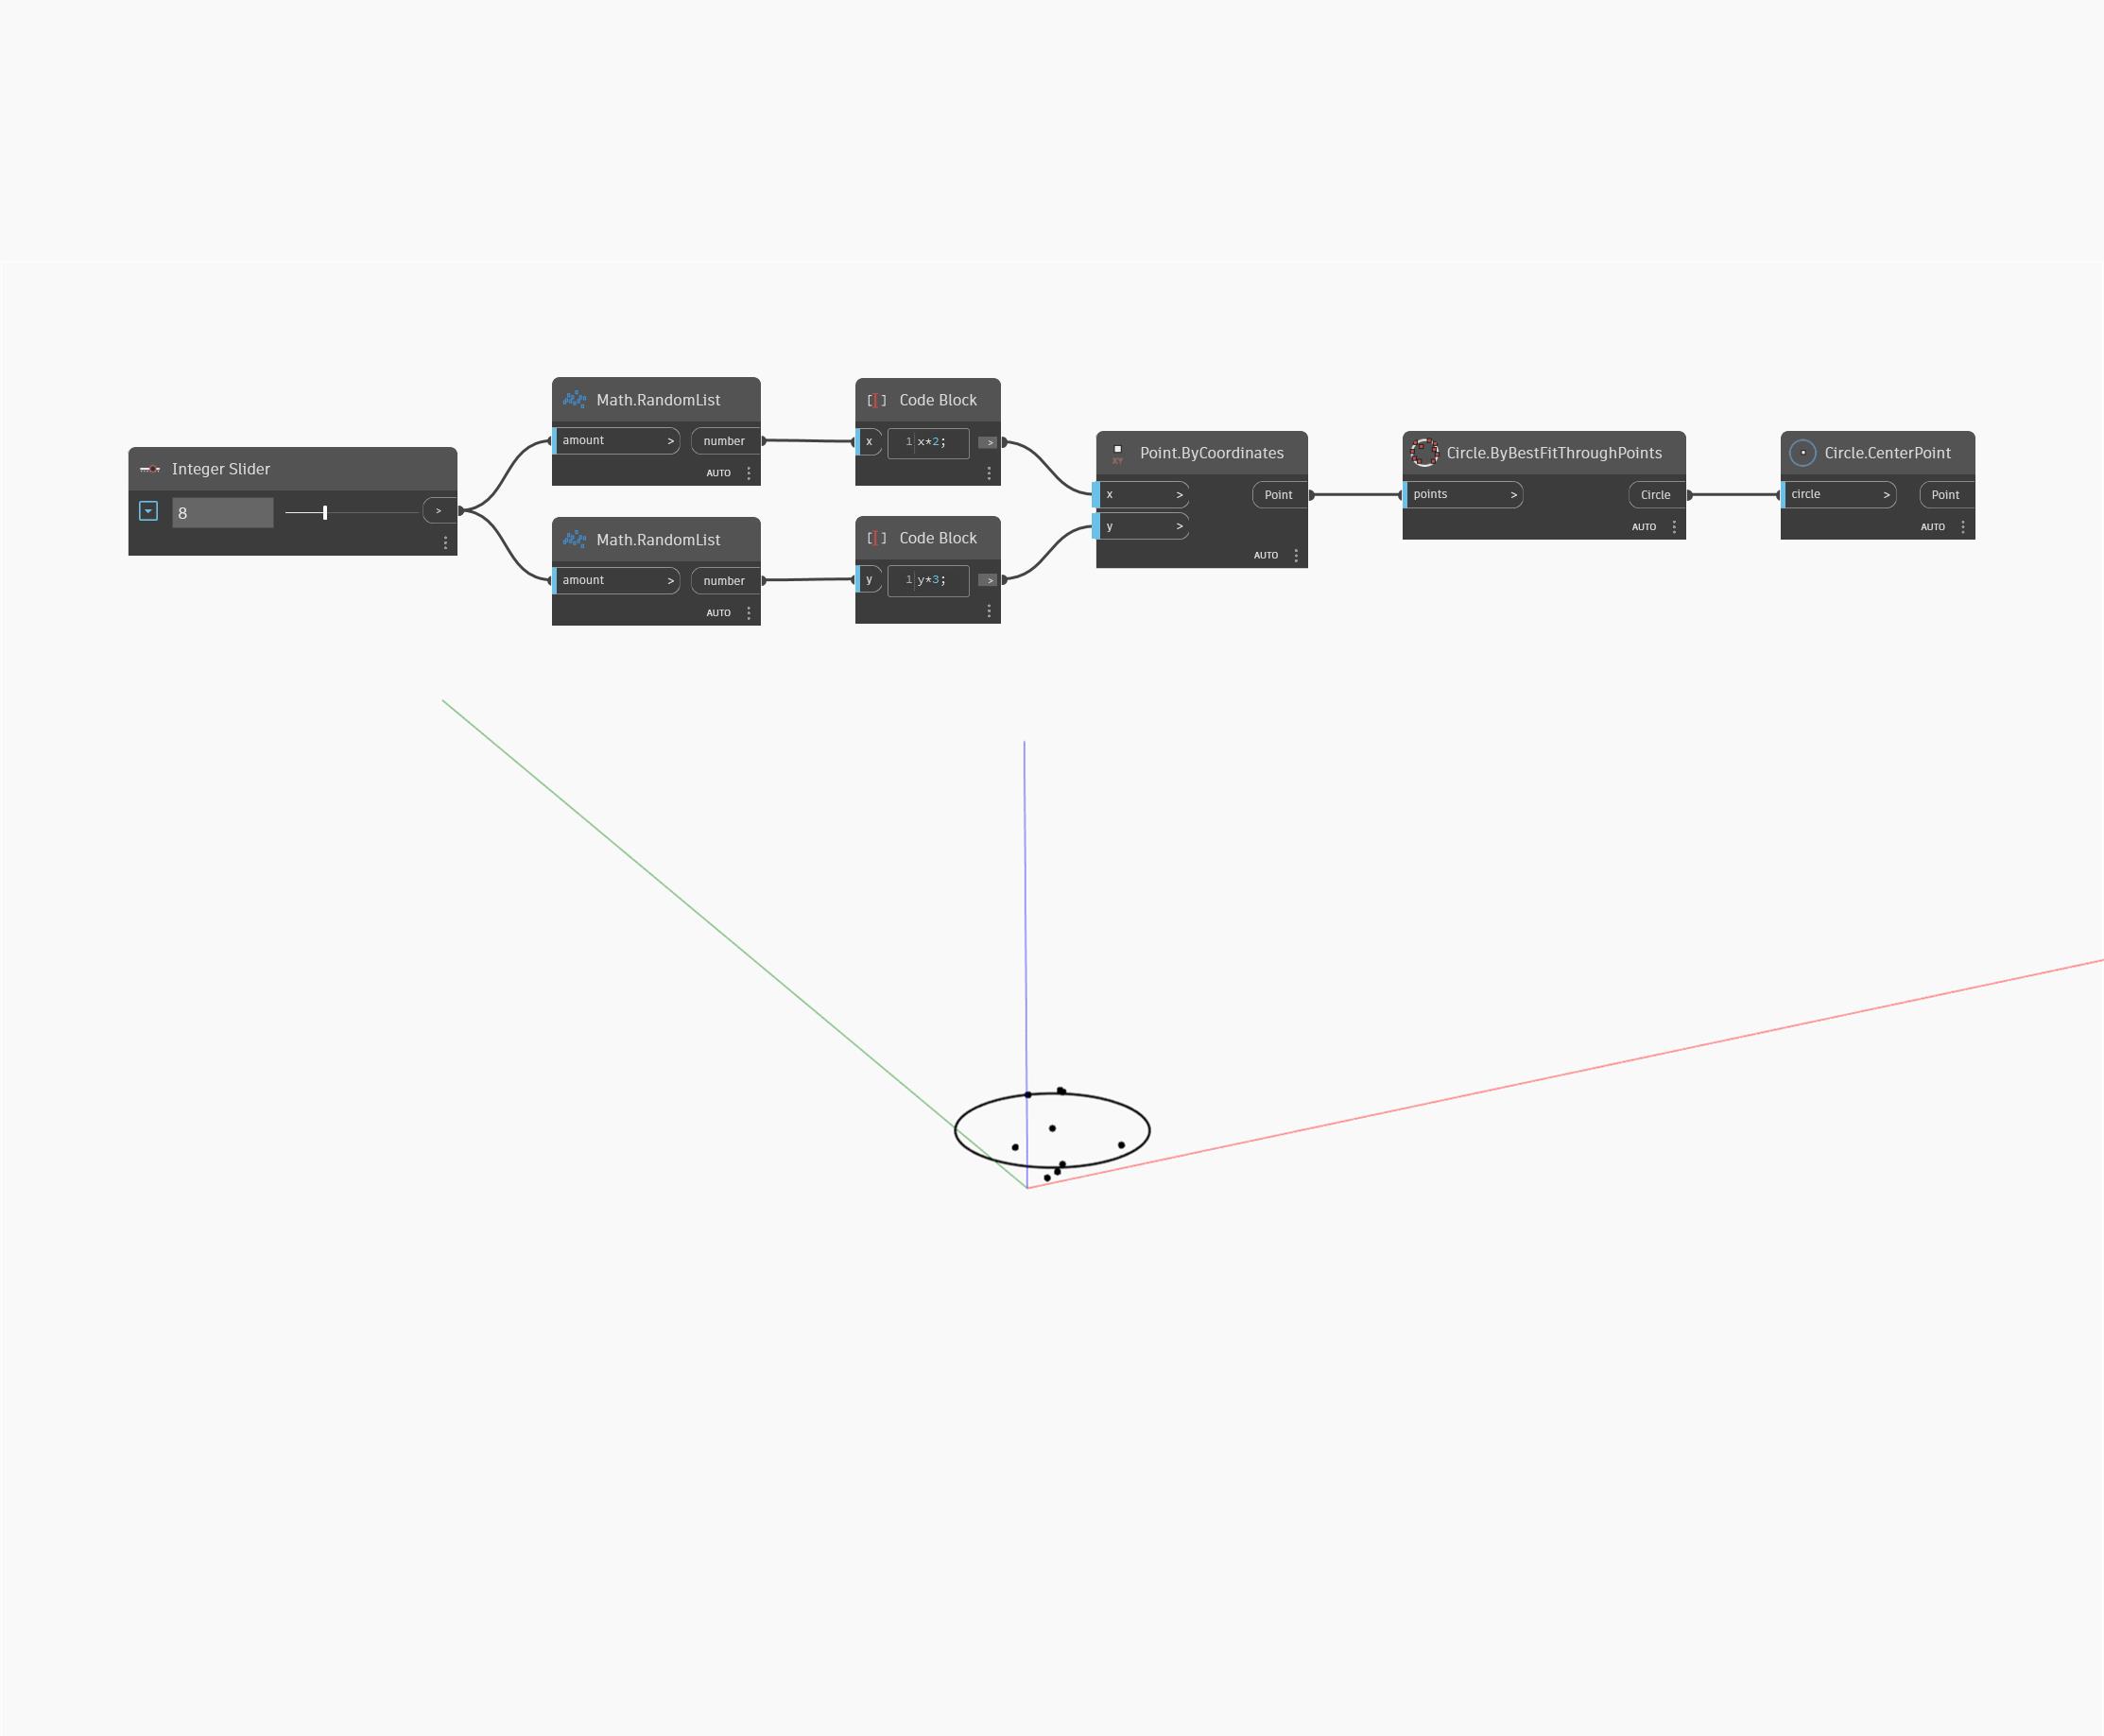 Integer Slider
8
>
Math.RandomList
amount >
number
AUTO
Math.RandomList
amount >
number
AUTO
Code Block
x
1 x*2;
>
Code Block
y
1 y*3;
>
Point.ByCoordinates
x >
Point
y >
AUTO
Circle.ByBestFitThroughPoints
points >
Circle
AUTO
Circle.CenterPoint
circle >
Point
AUTO